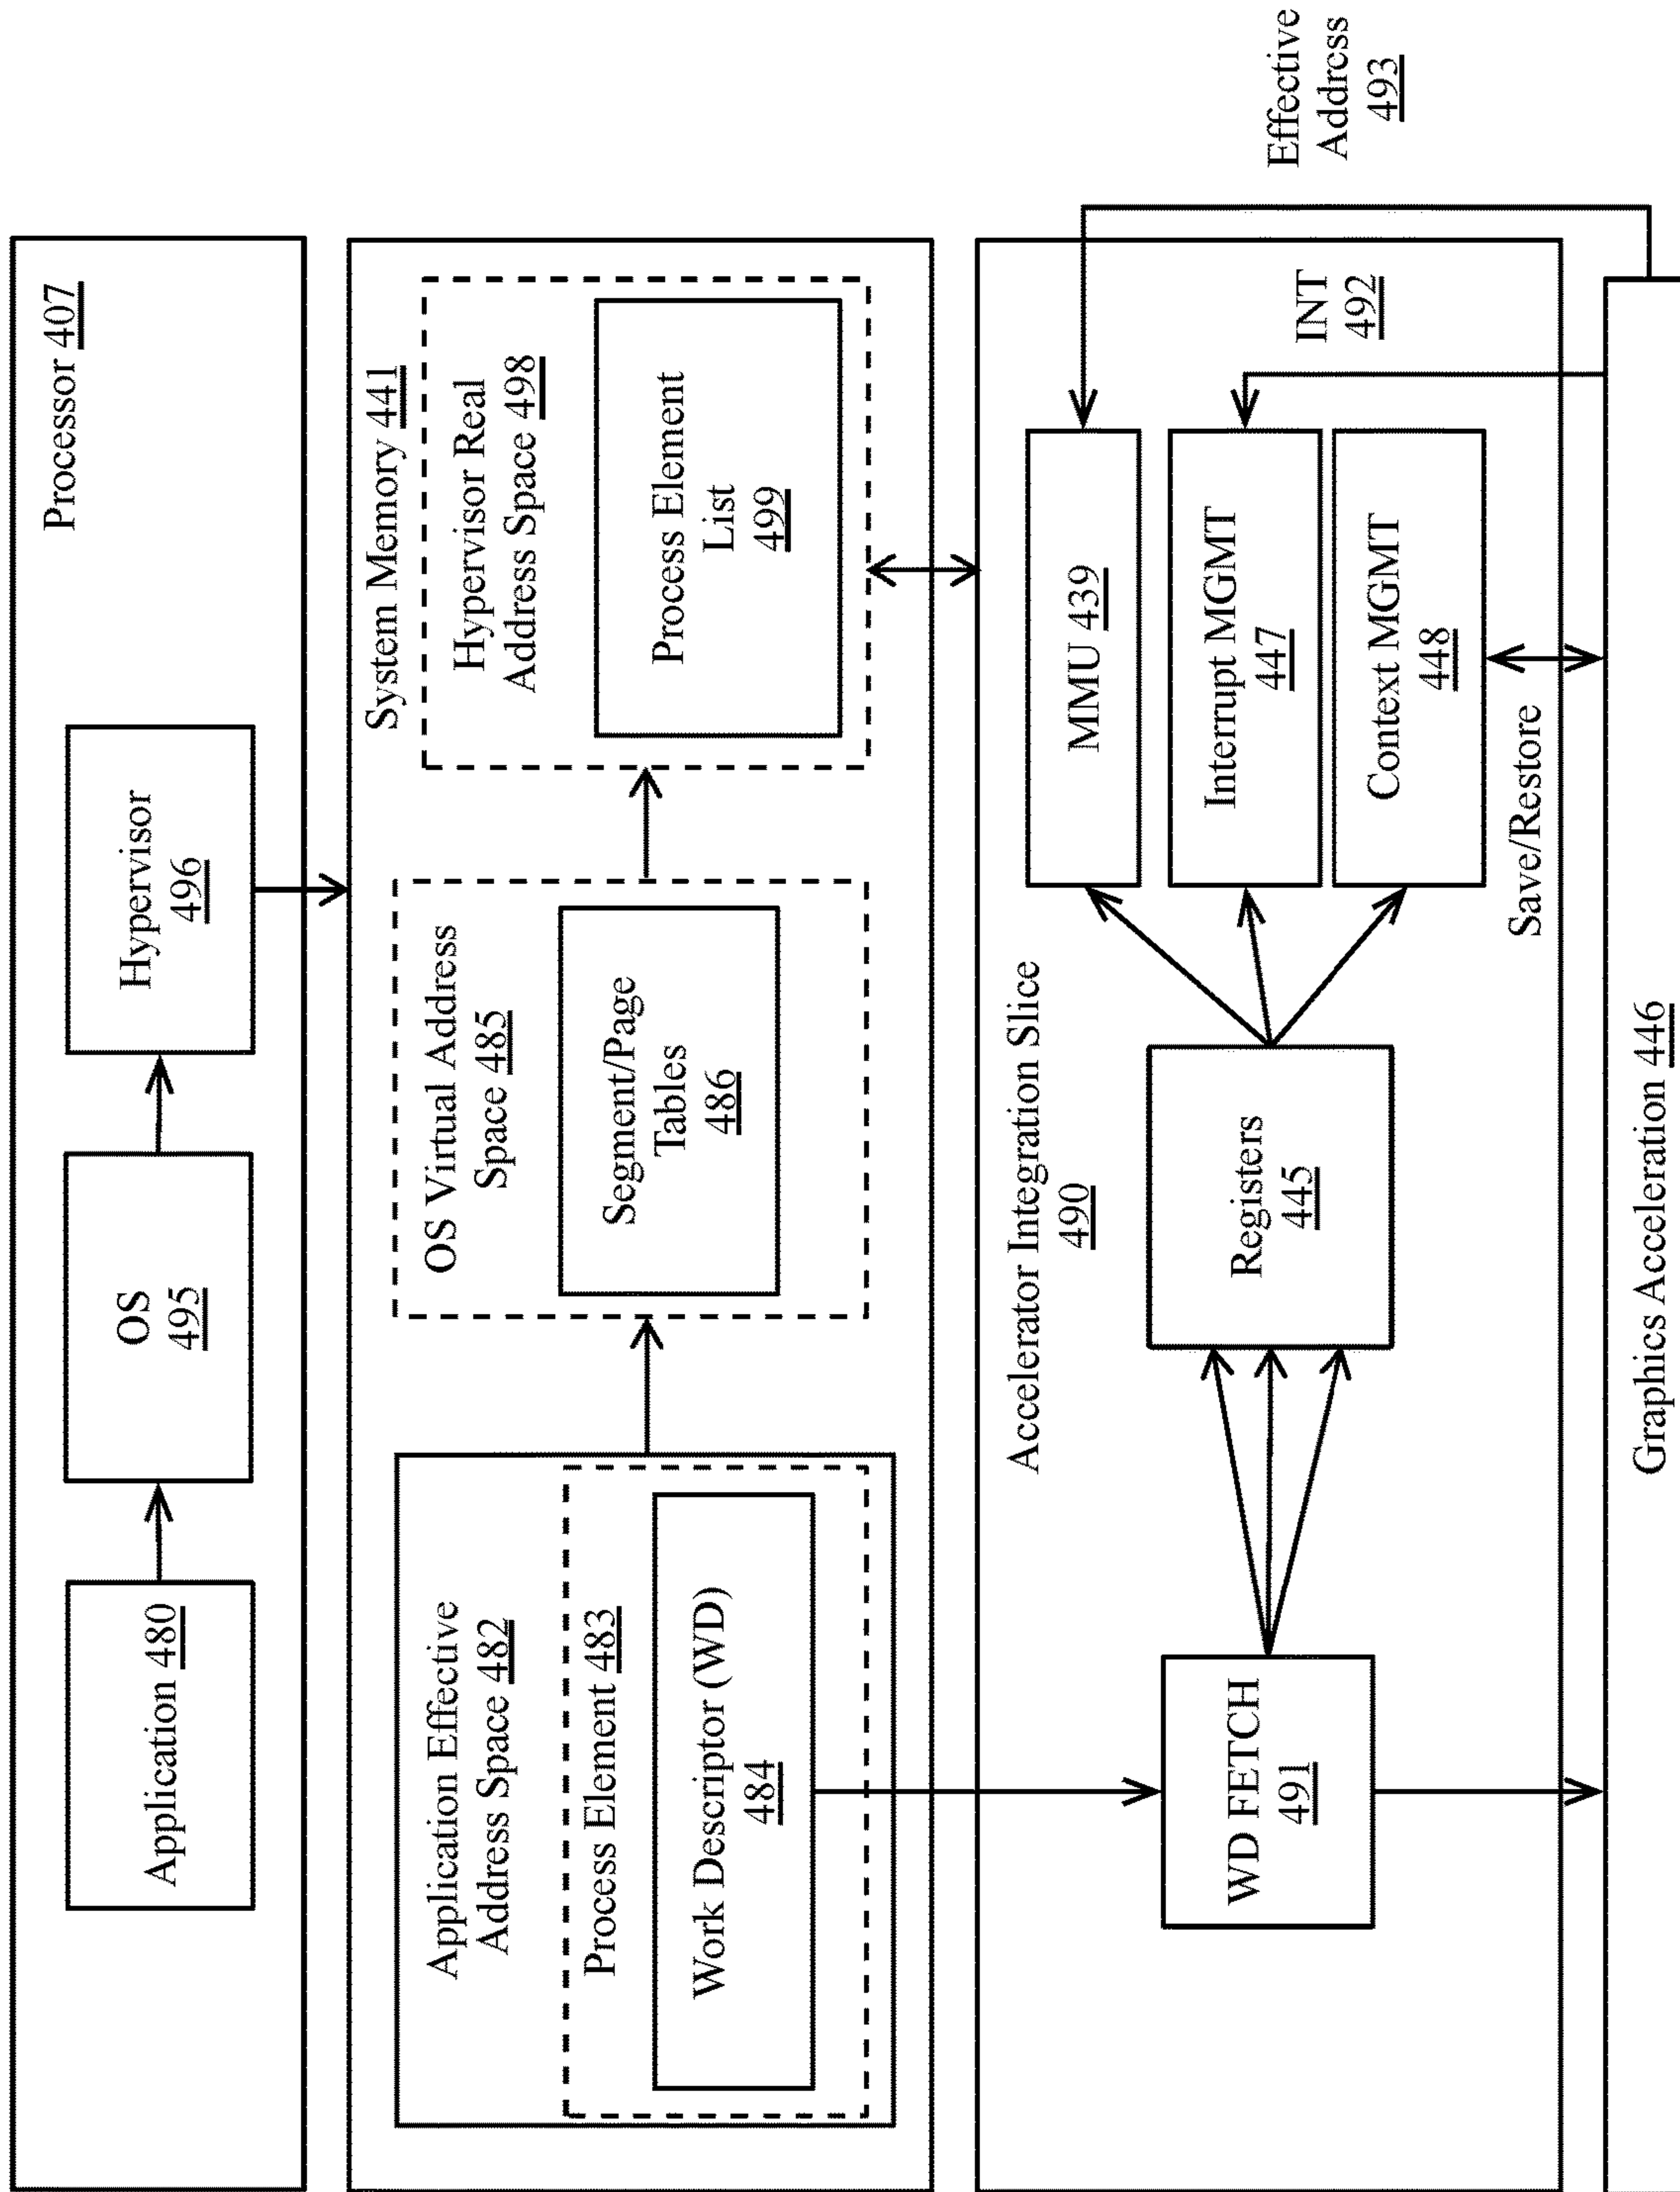 Processor 407
Application 480
OS
495
Hypervisor
496
System Memory 441
Application Effective
Address Space 482
Process Element 483
Work Descriptor (WD)
484
OS Virtual Address
Space 485
Segment/Page
Tables
486
Hypervisor Real
Address Space 498
Process Element
List
499
Accelerator Integration Slice
490
WD FETCH
491
Registers
445
MMU 439
Interrupt MGMT
447
Context MGMT
448
INT
492
Effective
Address
493
Save/Restore
Graphics Acceleration 446